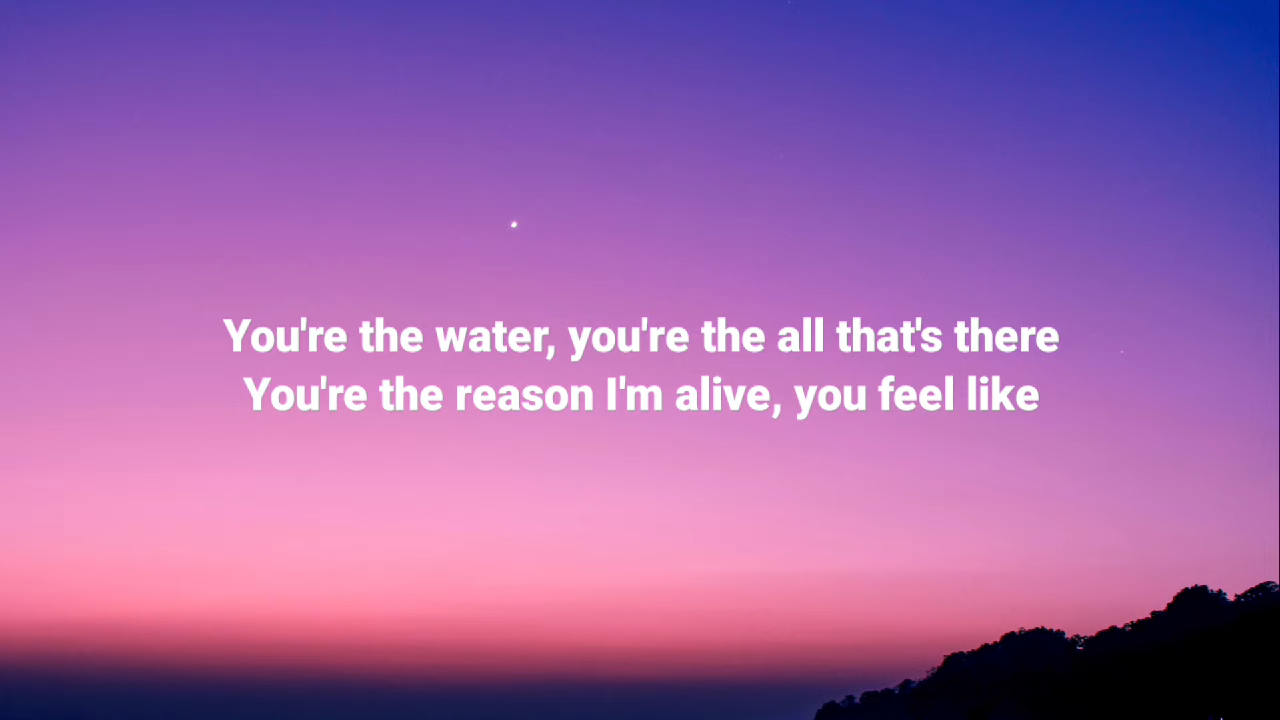 You're the water, you're the all that's there
You're the reason I'm alive, you feel like